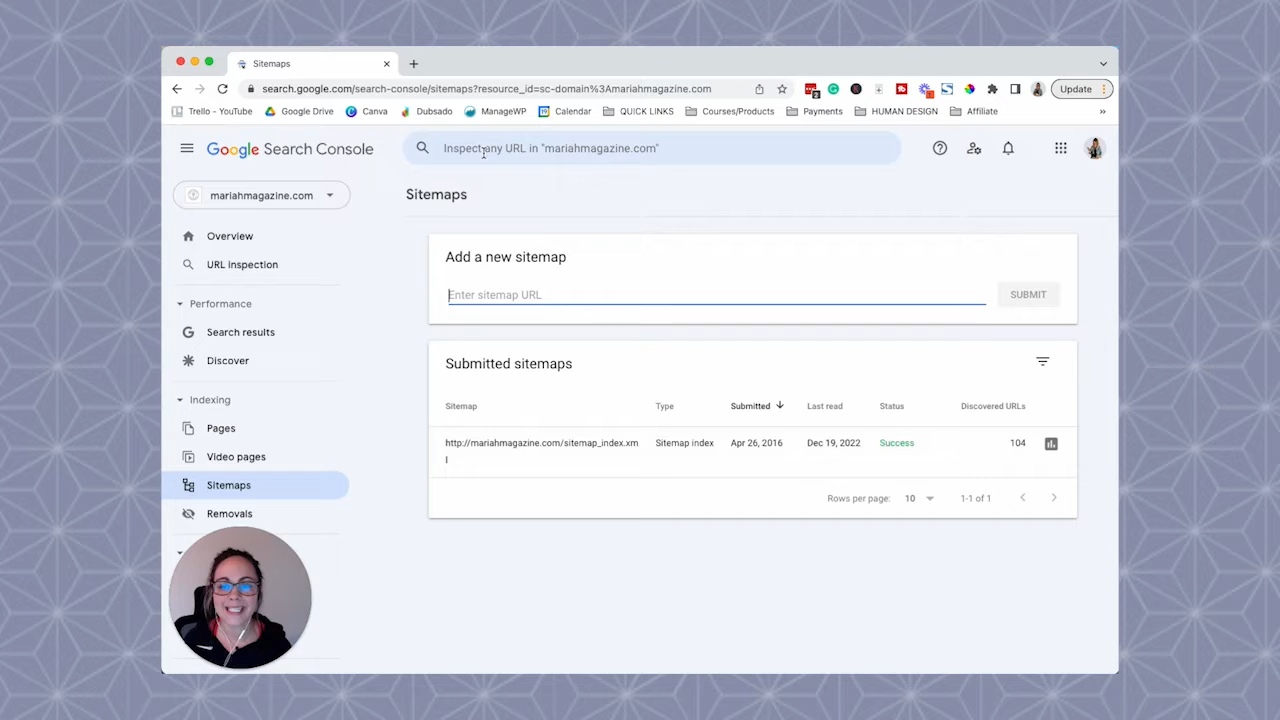 Sitemaps
search.google.com/search-console/sitemaps?resource_id=sc-domain%3Amariahmagazine.com
Update
Trello - YouTube
Google Drive
Canva
Dubsado
ManageWP
Calendar
QUICK LINKS
Courses/Products
Payments
HUMAN DESIGN
Affiliate
Google Search Console
Inspect any URL in "mariahmagazine.com"
mariahmagazine.com
Sitemaps
Overview
URL inspection
Performance
Search results
Discover
Indexing
Pages
Video pages
Sitemaps
Removals
Add a new sitemap
Enter sitemap URL
SUBMIT
Submitted sitemaps
Sitemap Type Submitted Last read Status Discovered URLs
http://mariahmagazine.com/sitemap_index.xm Sitemap index Apr 26, 2016 Dec 19, 2022 Success 104
l
Rows per page: 10 1-1 of 1